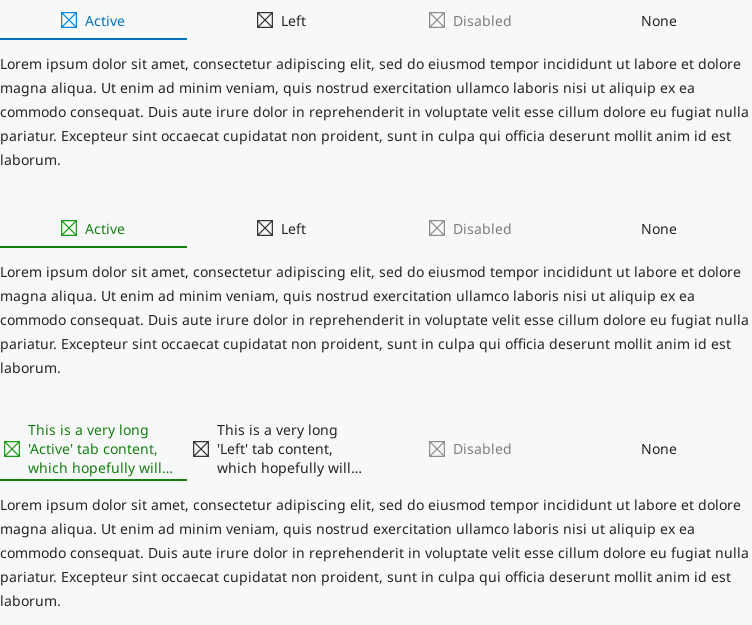 Active Left Disabled None
Lorem ipsum dolor sit amet, consectetur adipiscing elit, sed do eiusmod tempor incididunt ut labore et dolore
magna aliqua. Ut enim ad minim veniam, quis nostrud exercitation ullamco laboris nisi ut aliquip ex ea
commodo consequat. Duis aute irure dolor in reprehenderit in voluptate velit esse cillum dolore eu fugiat nulla
pariatur. Excepteur sint occaecat cupidatat non proident, sunt in culpa qui officia deserunt mollit anim id est
laborum.
Active Left Disabled None
Lorem ipsum dolor sit amet, consectetur adipiscing elit, sed do eiusmod tempor incididunt ut labore et dolore
magna aliqua. Ut enim ad minim veniam, quis nostrud exercitation ullamco laboris nisi ut aliquip ex ea
commodo consequat. Duis aute irure dolor in reprehenderit in voluptate velit esse cillum dolore eu fugiat nulla
pariatur. Excepteur sint occaecat cupidatat non proident, sunt in culpa qui officia deserunt mollit anim id est
laborum.
This is a very long
'Active' tab content,
which hopefully will...
This is a very long
'Left' tab content,
which hopefully will...
Disabled
None
Lorem ipsum dolor sit amet, consectetur adipiscing elit, sed do eiusmod tempor incididunt ut labore et dolore
magna aliqua. Ut enim ad minim veniam, quis nostrud exercitation ullamco laboris nisi ut aliquip ex ea
commodo consequat. Duis aute irure dolor in reprehenderit in voluptate velit esse cillum dolore eu fugiat nulla
pariatur. Excepteur sint occaecat cupidatat non proident, sunt in culpa qui officia deserunt mollit anim id est
laborum.